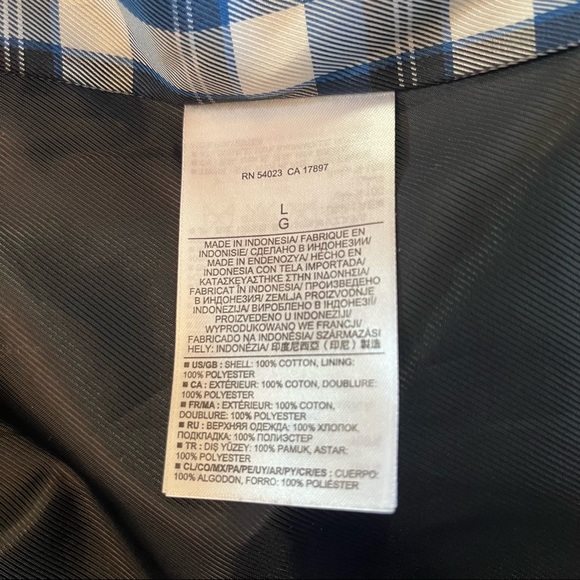 RN 54023 CA 17897
L
G
MADE IN INDONESIA/ FABRIQUE EN
INDONISIE/ СДЕЛАНО В ИНДОНЕЗИИ/
MADE IN ENDENOZYA/ HECHO EN
INDONESIA CON TELA IMPORTADA/
ΚΑΤΑΣΚΕΥΑΣΤΗΚΕ ΣΤΗΝ ΙΝΔΟΝΗΣΙΑ/
FABRICAT ÎN INDONESIA/ ПРОИЗВЕДЕНО
В ИНДОНЕЗИЯ/ ZEMLJA PROIZVODNJE
INDONEZIJA/ ВИРОБЛЕНО В ІНДОНЕЗІЇ/
PROIZVEDENO U INDONEZIJI/
WYPRODUKOWANO WE FRANCJI/
FABRICADO NA INDONÉSIA/ SZÁRMAZÁSI
HELY: INDONÉZIA/ 印度尼西亞 (印尼) 製造
■ US/GB : SHELL: 100% COTTON, LINING:
100% POLYESTER
■ CA : EXTÉRIEUR: 100% COTON, DOUBLURE:
100% POLYESTER
■ FR/MA : EXTÉRIEUR: 100% COTON,
DOUBLURE: 100% POLYESTER
■ RU : ВЕРХНЯЯ ОДЕЖДА: 100% ХЛОПОК,
ПОДКЛАДКА: 100% ПОЛИЭСТЕР
■ TR : DIŞ YÜZEY: 100% PAMUK, ASTAR:
100% POLYESTER
■ CL/CO/MX/PA/PE/UY/AR/PY/CR/ES : CUERPO:
100% ALGODON, FORRO: 100% POLIÉSTER